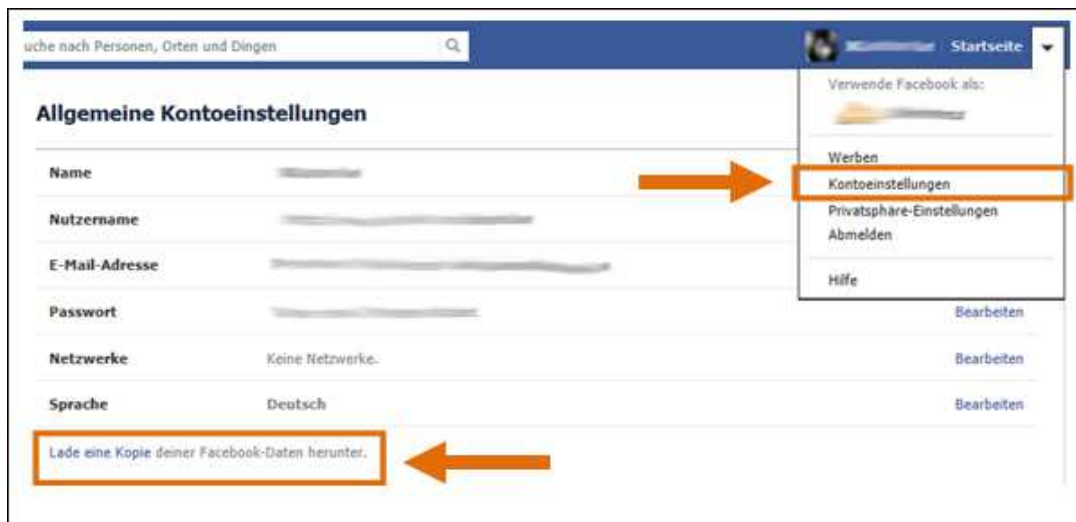 uche nach Personen, Orten und Dingen
Startseite
Verwende Facebook als:
Werben
Kontoeinstellungen
Privatsphäre-Einstellungen
Abmelden
Hilfe
Allgemeine Kontoeinstellungen
Name
Nutzername
E-Mail-Adresse
Passwort
Bearbeiten
Netzwerke
Keine Netzwerke.
Bearbeiten
Sprache
Deutsch
Bearbeiten
Lade eine Kopie deiner Facebook-Daten herunter.